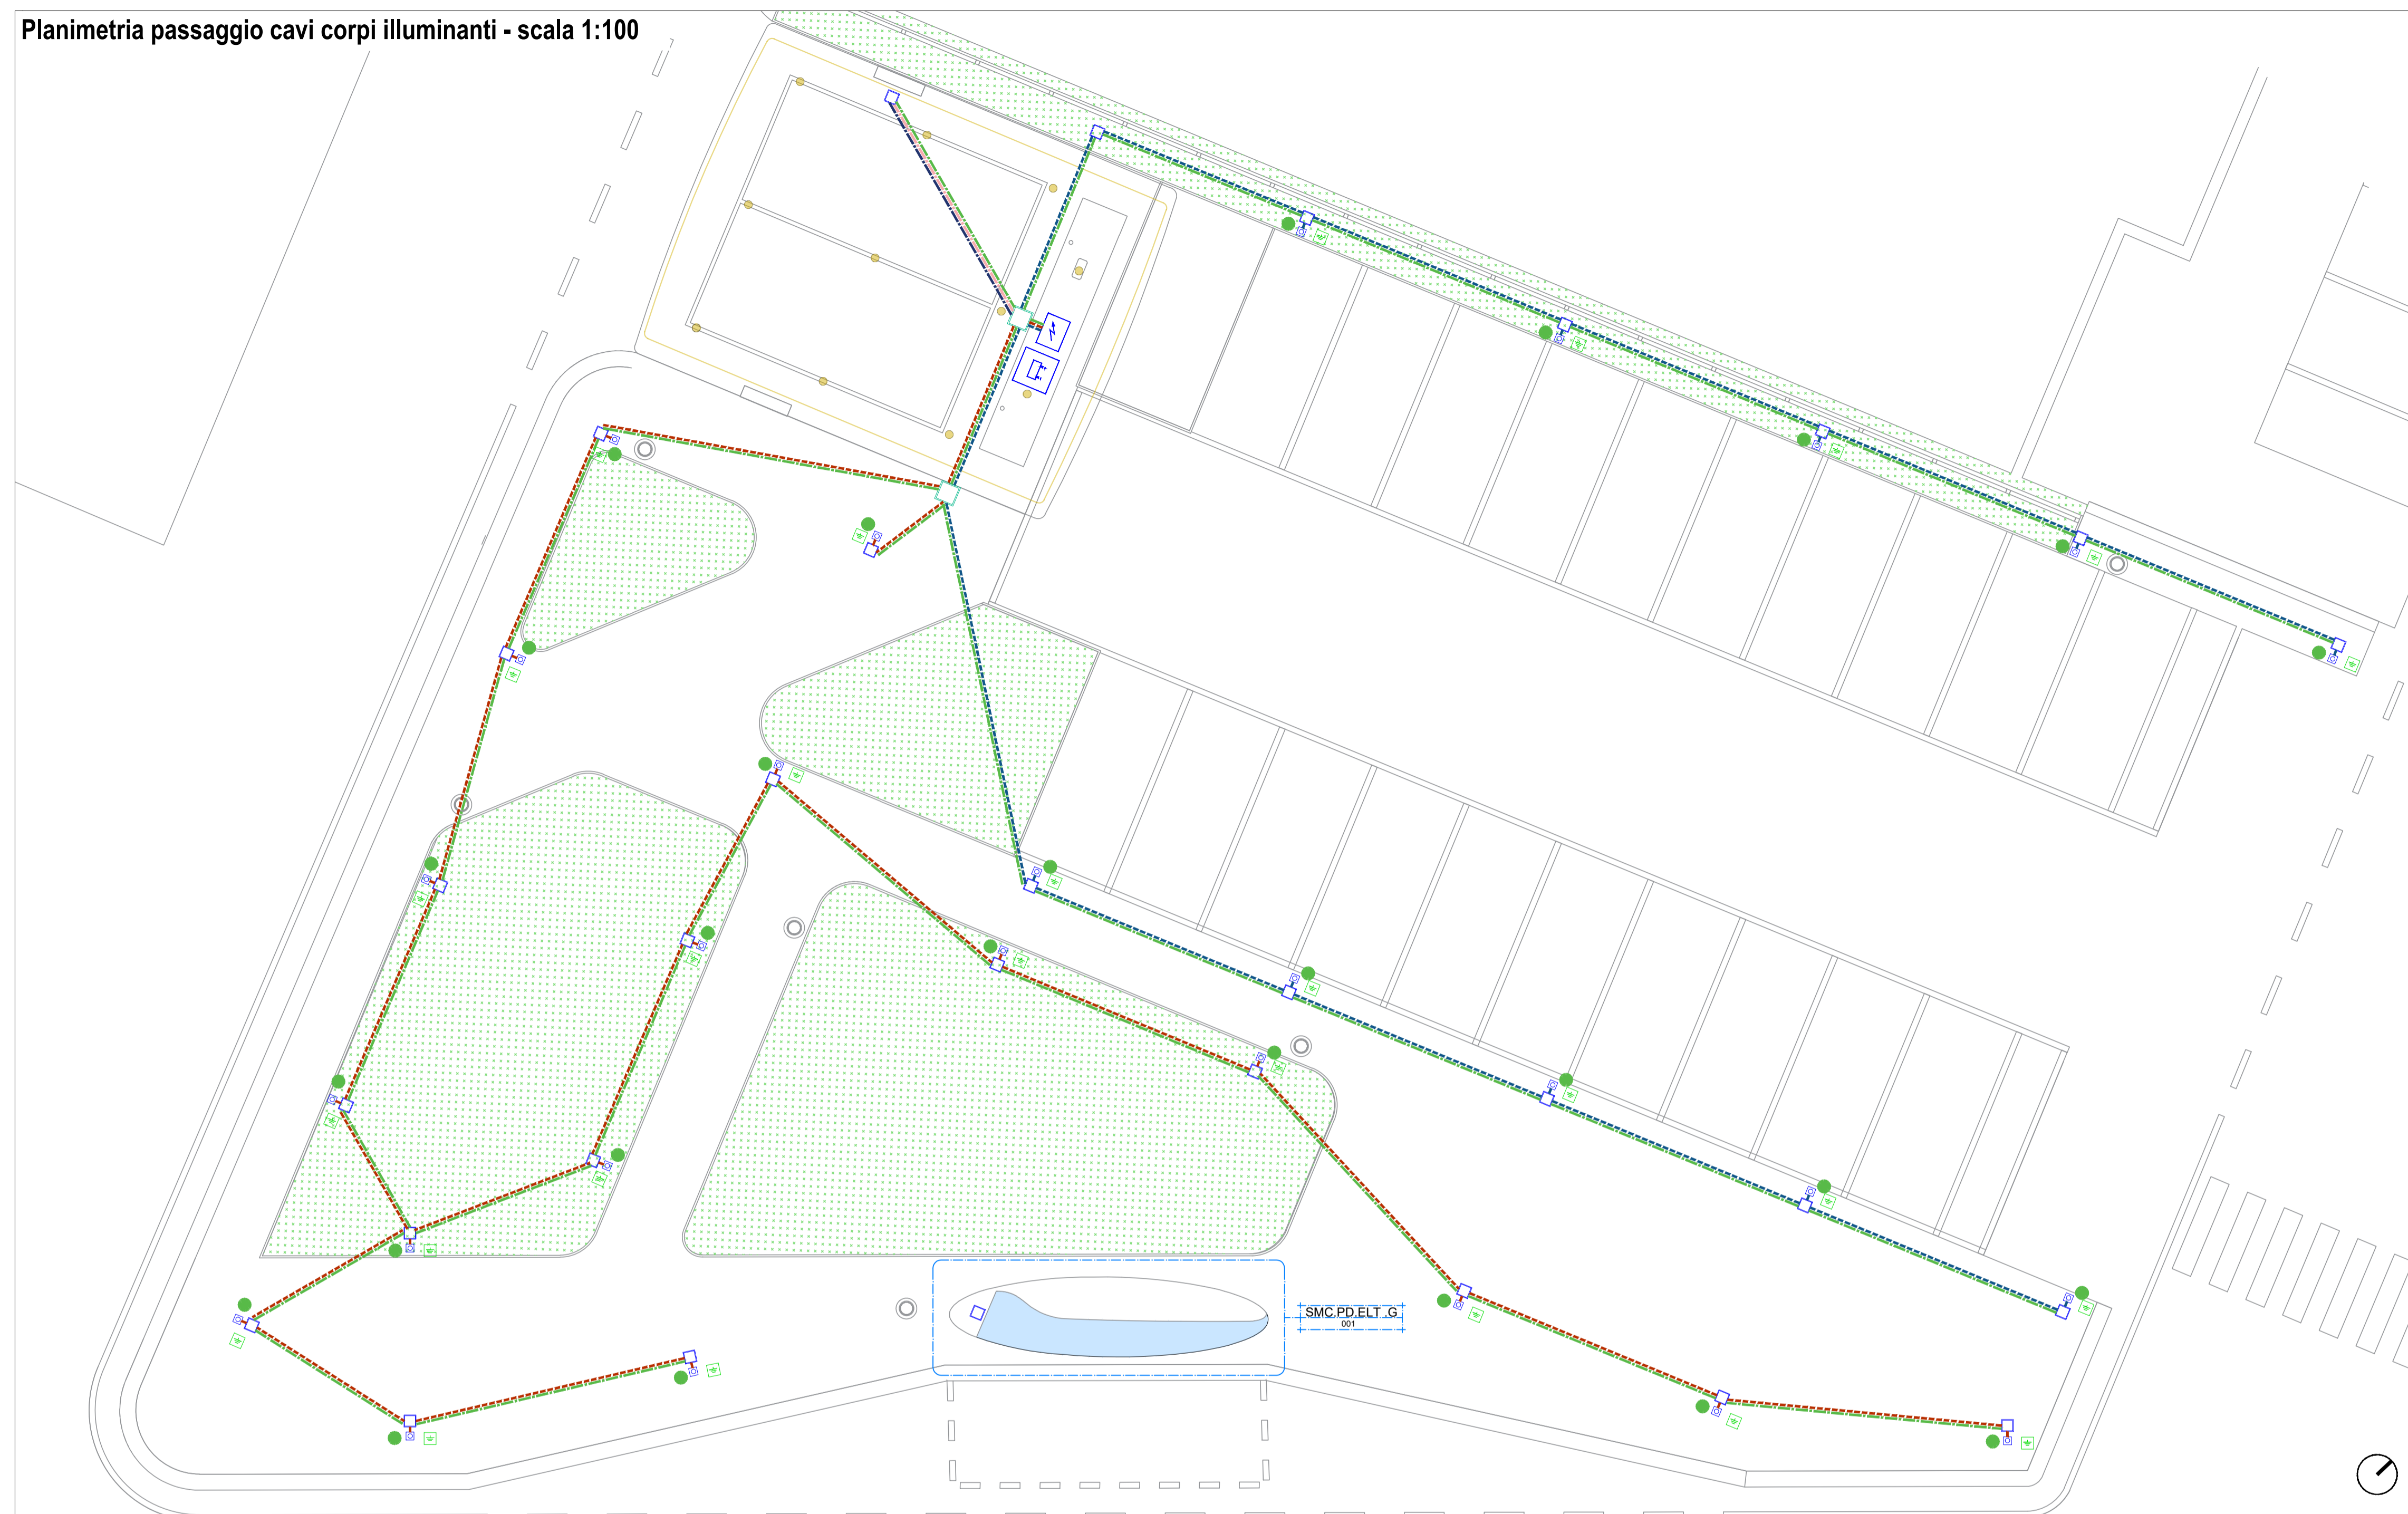 Planimetria passaggio cavi corpi illuminanti - scala 1:100
SMC.PD.ELT_G
001